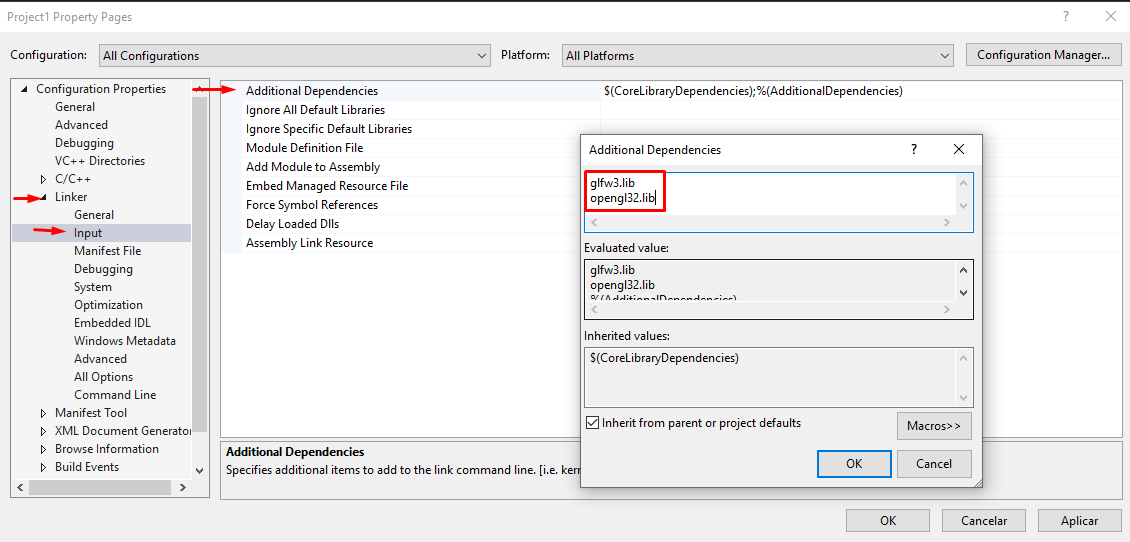 Project1 Property Pages
Configuration: All Configurations Platform: All Platforms Configuration Manager...
Configuration Properties
General
Advanced
Debugging
VC++ Directories
C/C++
Linker
General
Input
Manifest File
Debugging
System
Optimization
Embedded IDL
Windows Metadata
Advanced
All Options
Command Line
Manifest Tool
XML Document Generator
Browse Information
Build Events
Additional Dependencies $(CoreLibraryDependencies);%(AdditionalDependencies)
Ignore All Default Libraries
Ignore Specific Default Libraries
Module Definition File
Add Module to Assembly
Embed Managed Resource File
Force Symbol References
Delay Loaded Dlls
Assembly Link Resource
Additional Dependencies
Specifies additional items to add to the link command line. [i.e. kern
Additional Dependencies
glfw3.lib
opengl32.lib
Evaluated value:
glfw3.lib
opengl32.lib
%(AdditionalDependencies)
Inherited values:
$(CoreLibraryDependencies)
Inherit from parent or project defaults
Macros>>
OK Cancel
OK Cancelar Aplicar